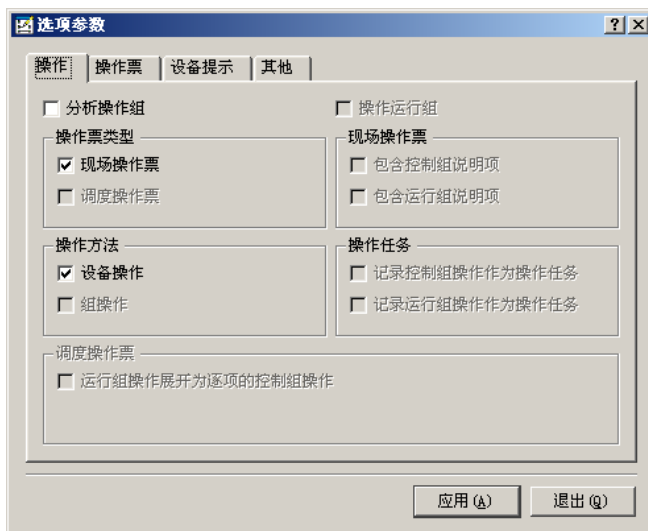 选项参数
操作 操作票 设备提示 其他
分析操作组 操作运行组
操作票类型 现场操作票
现场操作票 包含控制组说明项
调度操作票 包含运行组说明项
操作方法 操作任务
设备操作 记录控制组操作作为操作任务
组操作 记录运行组操作作为操作任务
调度操作票
运行组操作展开为逐项的控制组操作
应用(A) 退出(Q)